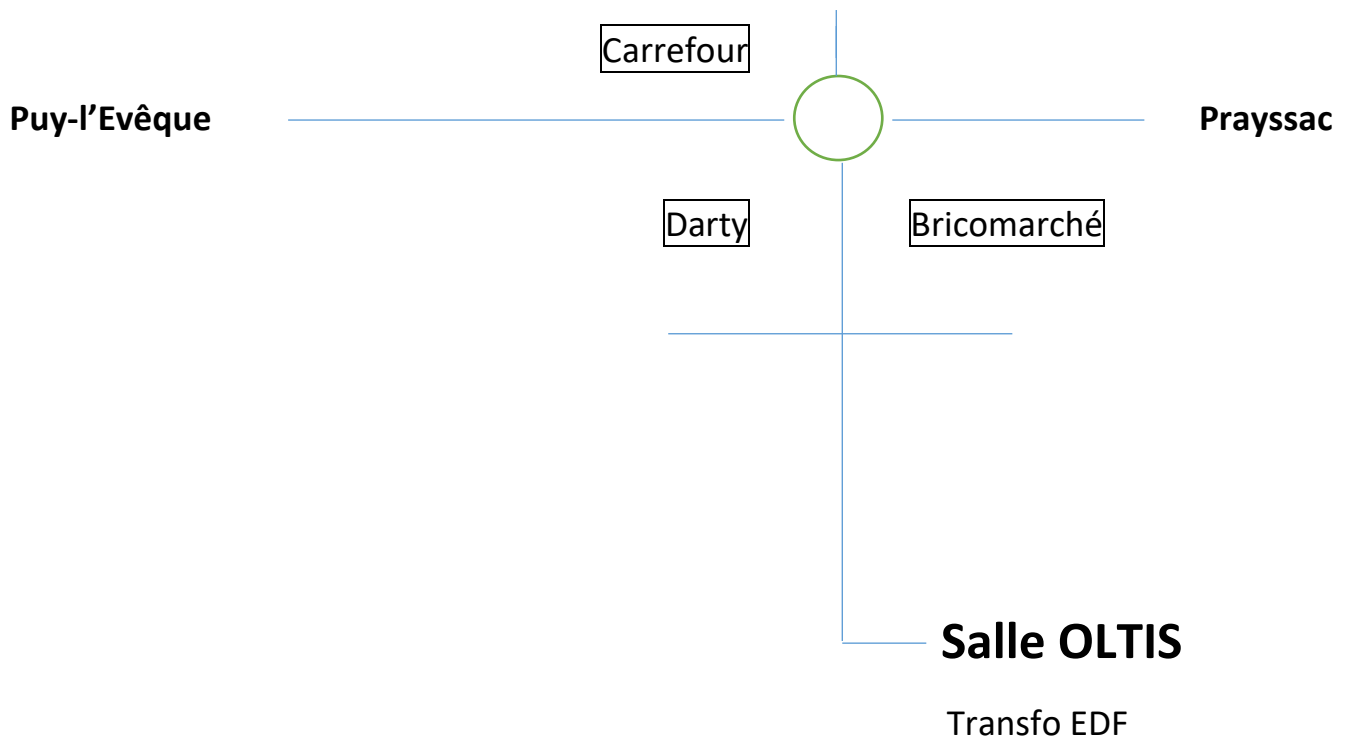 Carrefour
Puy-l’Evêque
Prayssac
Darty
Bricomarché
Salle OLTIS
Transfo EDF